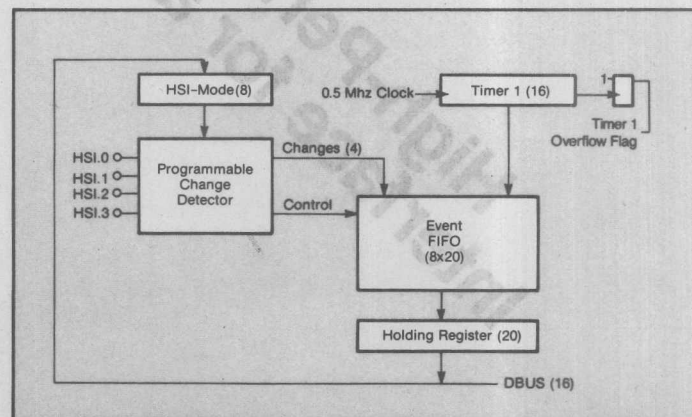 HSI-Mode(8)
0.5 Mhz Clock
Timer 1 (16)
1
Timer 1
Overflow Flag
HSI.0
HSI.1
HSI.2
HSI.3
Programmable
Change
Detector
Changes (4)
Control
Event
FIFO
(8x20)
Holding Register (20)
DBUS (16)